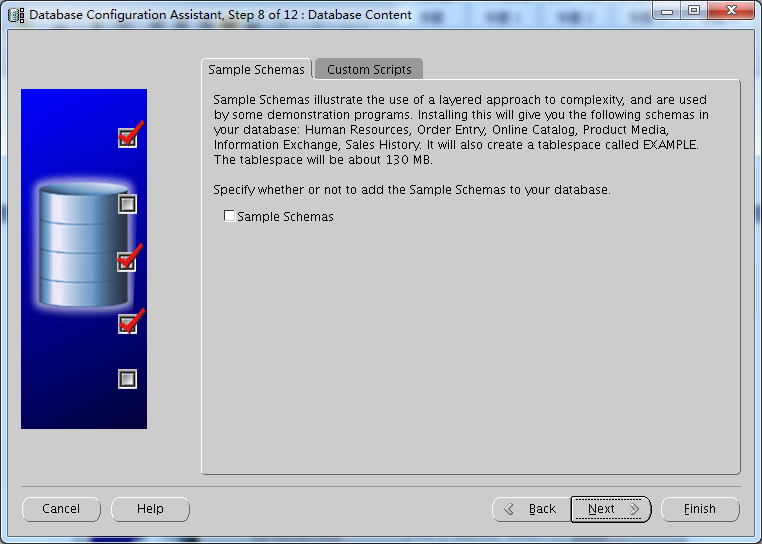 Database Configuration Assistant, Step 8 of 12 : Database Content
Sample Schemas
Custom Scripts
Sample Schemas illustrate the use of a layered approach to complexity, and are used
by some demonstration programs. Installing this will give you the following schemas in
your database: Human Resources, Order Entry, Online Catalog, Product Media,
Information Exchange, Sales History. It will also create a tablespace called EXAMPLE.
The tablespace will be about 130 MB.
Specify whether or not to add the Sample Schemas to your database.
Sample Schemas
Cancel
Help
Back
Next
Finish